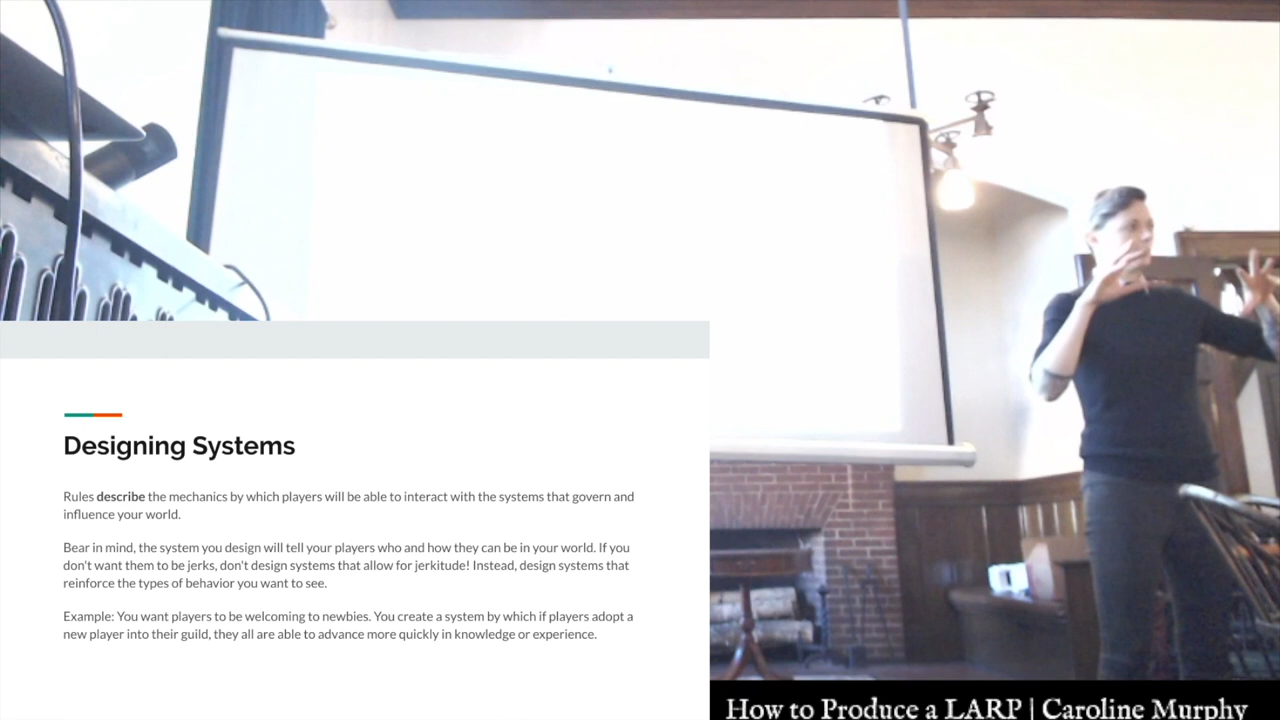 Designing Systems
Rules describe the mechanics by which players will be able to interact with the systems that govern and
influence your world.
Bear in mind, the system you design will tell your players who and how they can be in your world. If you
don't want them to be jerks, don't design systems that allow for jerkitude! Instead, design systems that
reinforce the types of behavior you want to see.
Example: You want players to be welcoming to newbies. You create a system by which if players adopt a
new player into their guild, they all are able to advance more quickly in knowledge or experience.
How to Produce a LARP | Caroline Murphy